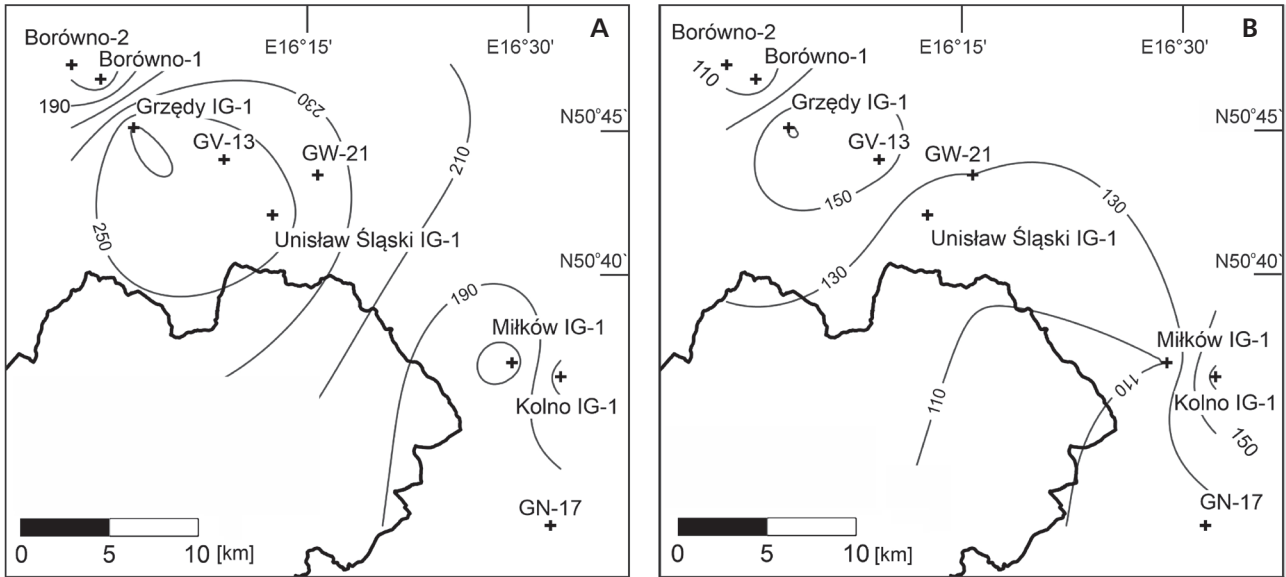 A
Borówno-2
Borówno-1
E16°15`
E16°30`
190
Grzędy IG-1
230
N50°45`
GV-13
GW-21
210
250
Unisław Śląski IG-1
N50°40`
190
Miłków IG-1
Kolno IG-1
GN-17
0 5 10 [km]
B
Borówno-2
Borówno-1
E16°15`
E16°30`
110
Grzędy IG-1
N50°45`
GV-13
GW-21
150
130
Unisław Śląski IG-1
N50°40`
130
Miłków IG-1
110
110
Kolno IG-1
150
GN-17
0 5 10 [km]